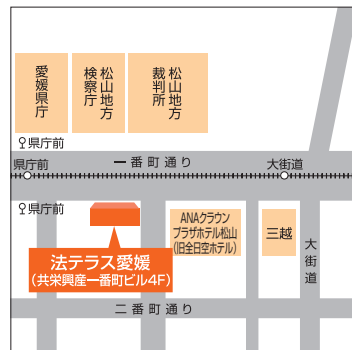 愛媛県庁
松山地方
検察庁
松山地方
裁判所
県庁前
一番町通り
県庁前
大街道
県庁前
法テラス愛媛
(共栄興産一番町ビル4F)
ANAクラウン
プラザホテル松山
(旧全日空ホテル)
三越
大街道
二番町通り